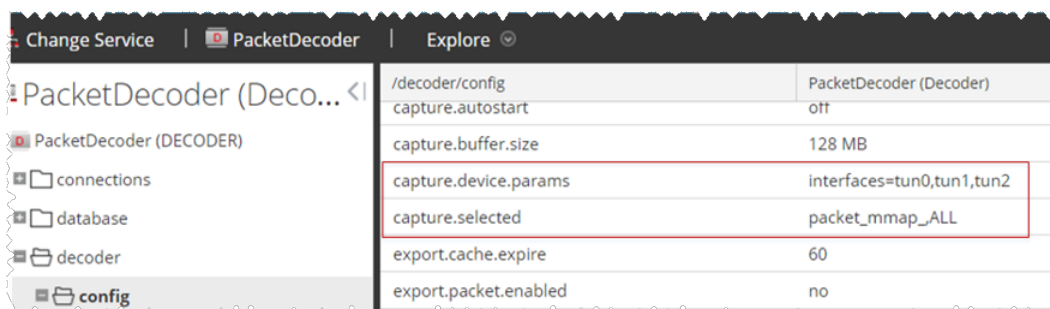 Change Service | PacketDecoder | Explore
PacketDecoder (Deco...
D PacketDecoder (DECODER)
connections
database
decoder
config
/decoder/config PacketDecoder (Decoder)
capture.autostart off
capture.buffer.size 128 MB
capture.device.params interfaces=tun0,tun1,tun2
capture.selected packet_mmap_,ALL
export.cache.expire 60
export.packet.enabled no